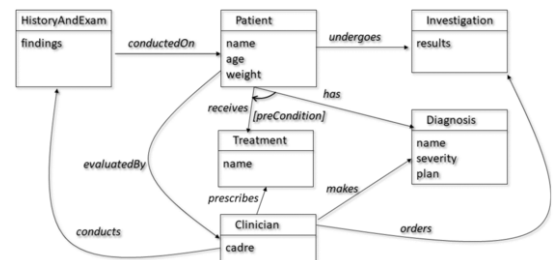 HistoryAndExam
findings
conductedOn
Patient
name
age
weight
undergoes
Investigation
results
receives
[preCondition]
has
Treatment
name
Diagnosis
name
severity
plan
evaluatedBy
prescribes
makes
conducts
Clinician
cadre
orders